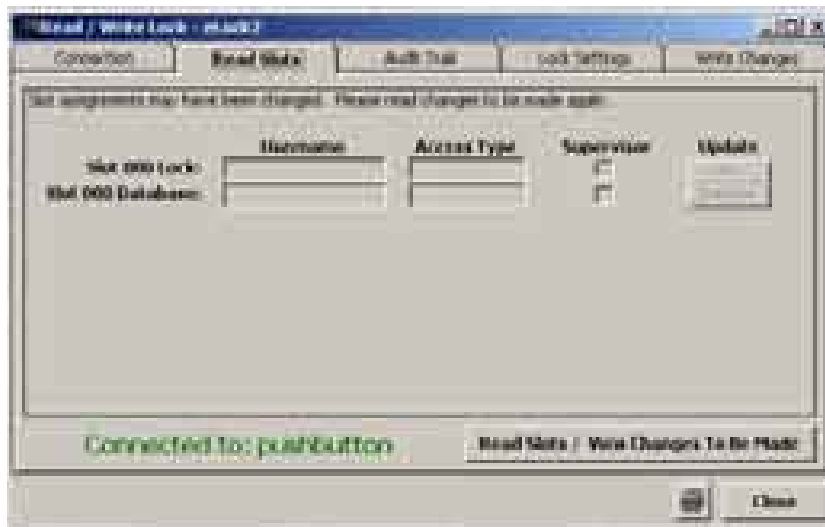 Read / Write Lock - eLock2
Connection
Read Slots
Audit Trail
Lock Settings
Write Changes
Slot assignments may have been changed. Please read changes to be made again.
Username Access Type Supervisor Update
Slot 000 Lock:
Slot 000 Database:
Connected to: pushbutton
Read Slots / View Changes To Be Made
Close